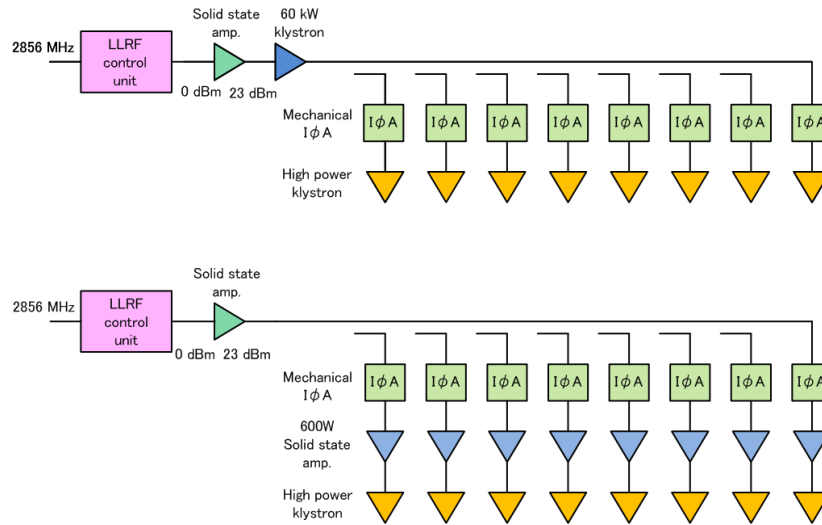 Solid state
amp.
60 kW
klystron
2856 MHz
LLRF
control
unit
0 dBm 23 dBm
Mechanical
IϕA
IϕA IϕA IϕA IϕA IϕA IϕA IϕA IϕA
High power
klystron
Solid state
amp.
2856 MHz
LLRF
control
unit
0 dBm 23 dBm
Mechanical
IϕA
IϕA IϕA IϕA IϕA IϕA IϕA IϕA IϕA
600W
Solid state
amp.
High power
klystron